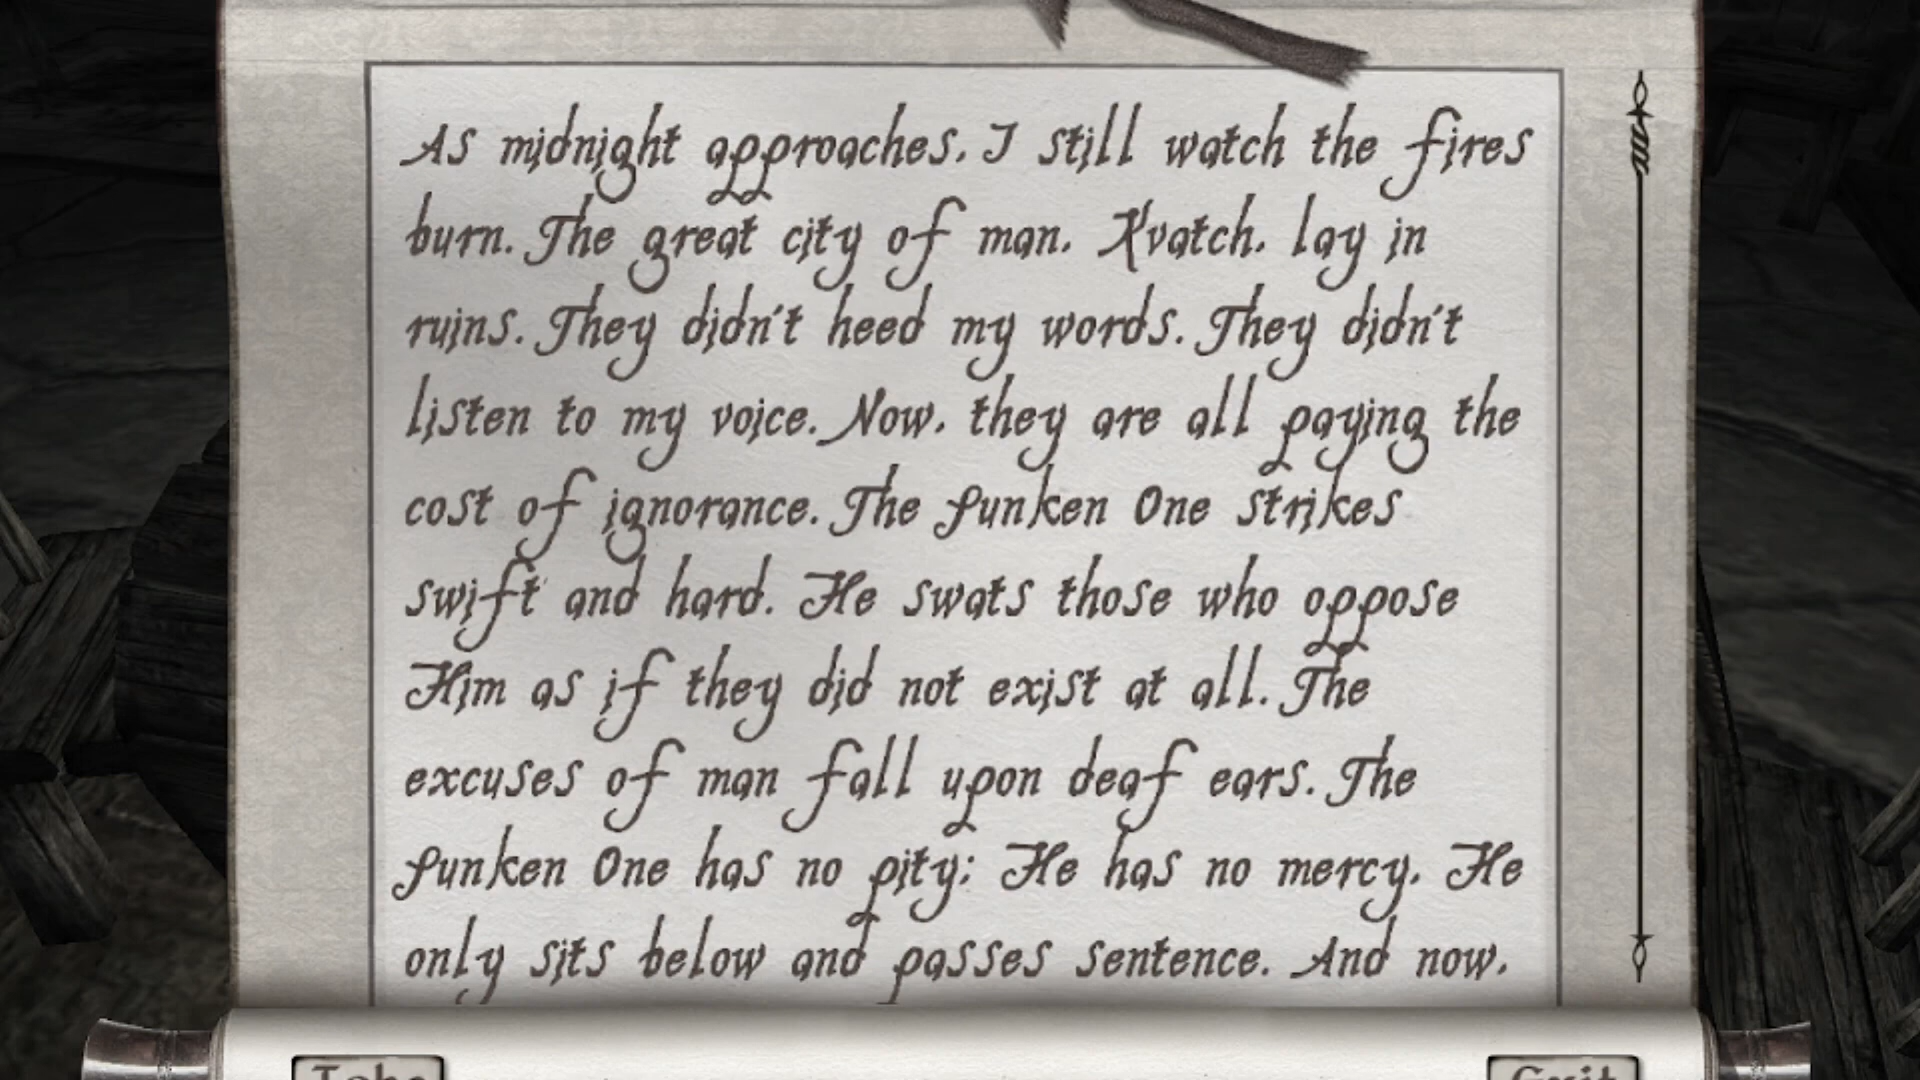 As midnight approaches, I still watch the fires
burn. The great city of man, Kvatch, lay in
ruins. They didn't heed my words. They didn't
listen to my voice. Now, they are all paying the
cost of ignorance. The Sunken One strikes
swift and hard. He swats those who oppose
Him as if they did not exist at all. The
excuses of man fall upon deaf ears. The
Sunken One has no pity; He has no mercy. He
only sits below and passes sentence. And now,
Take
Exit